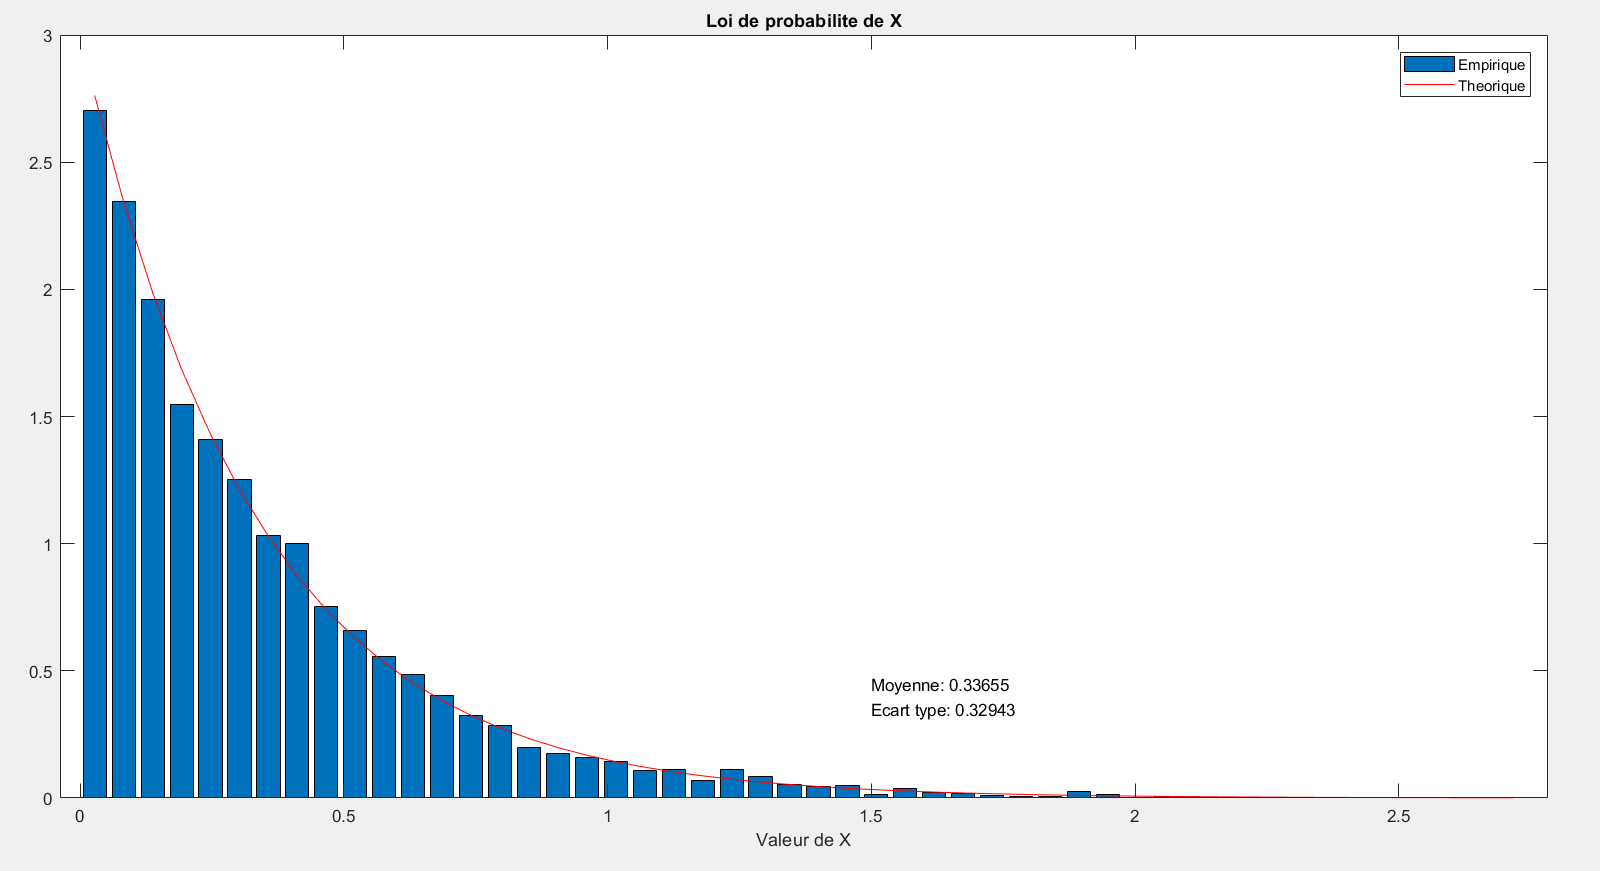 Loi de probabilite de X
3
2.5
2
1.5
1
0.5
0
Empirique
Theorique
Moyenne: 0.33655
Ecart type: 0.32943
0 0.5 1 1.5 2 2.5
Valeur de X